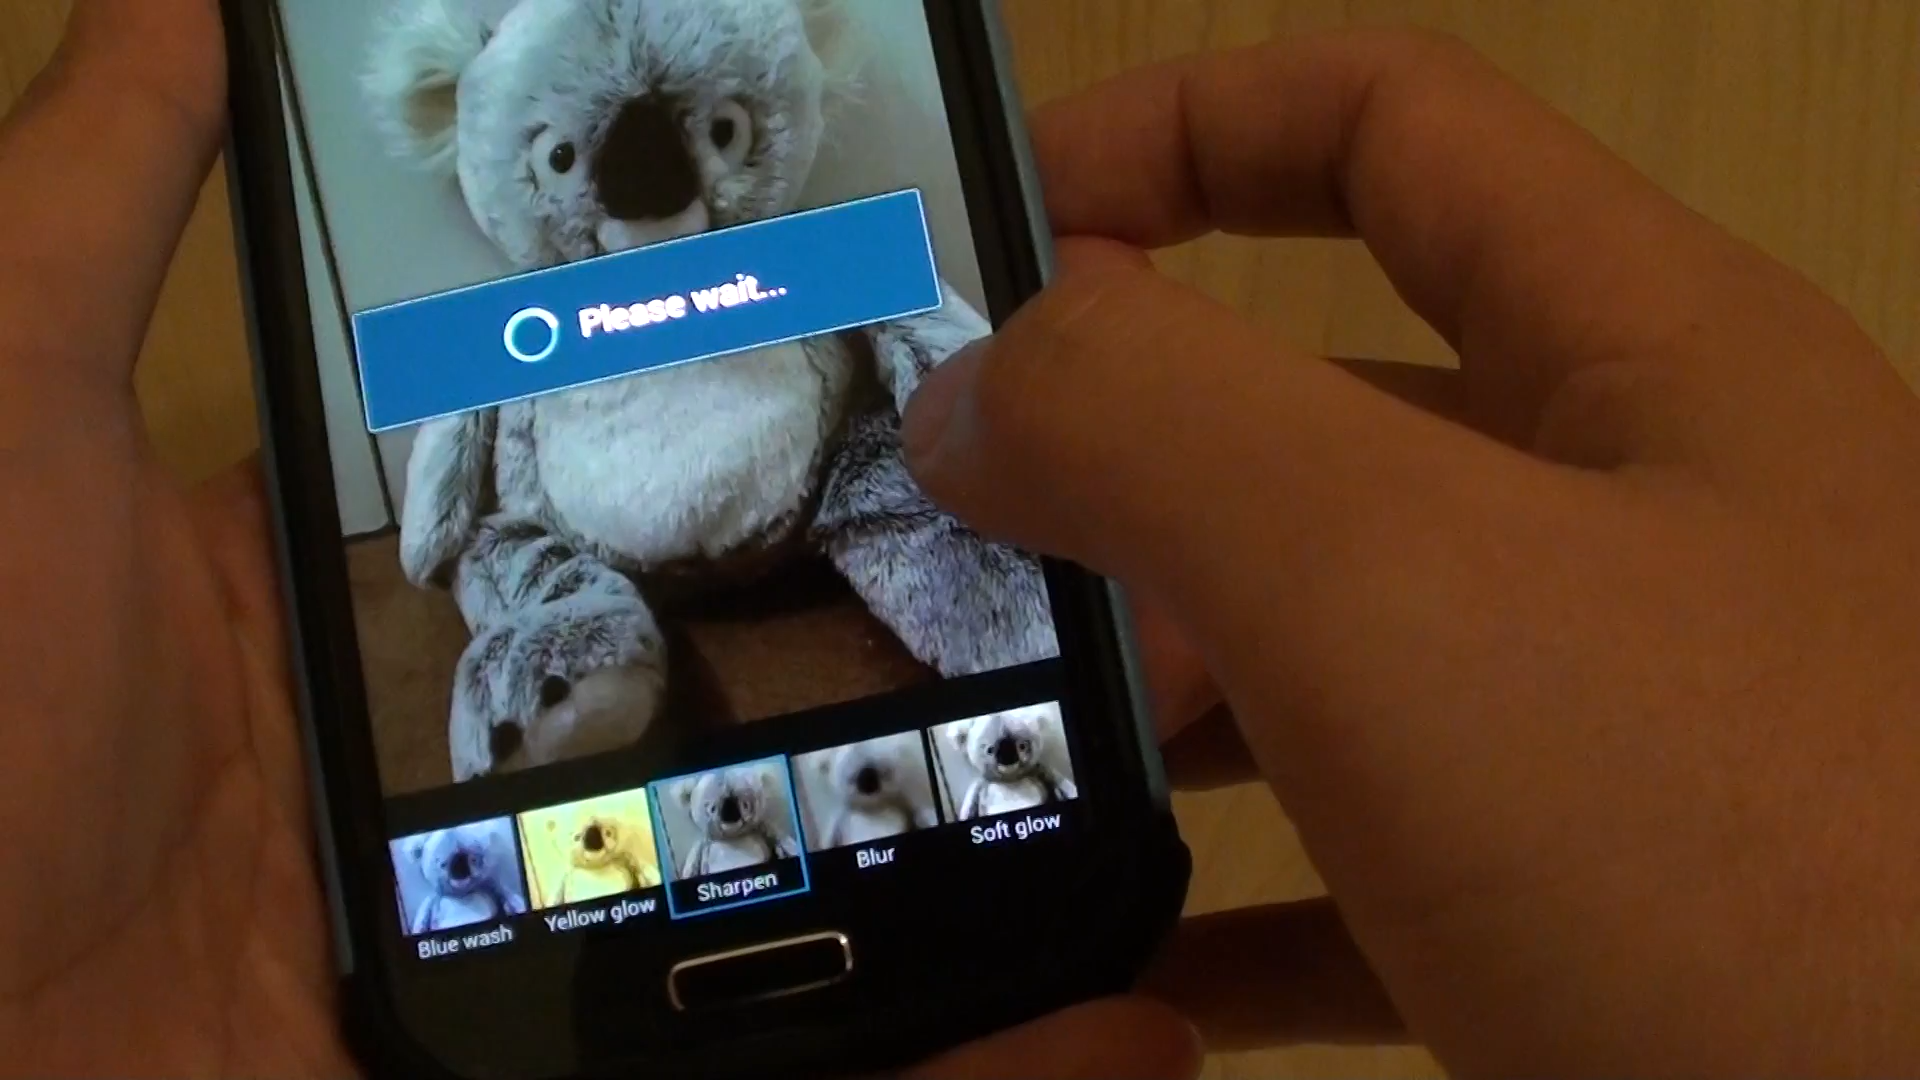 Please wait...
Blue wash
Yellow glow
Sharpen
Blur
Soft glow